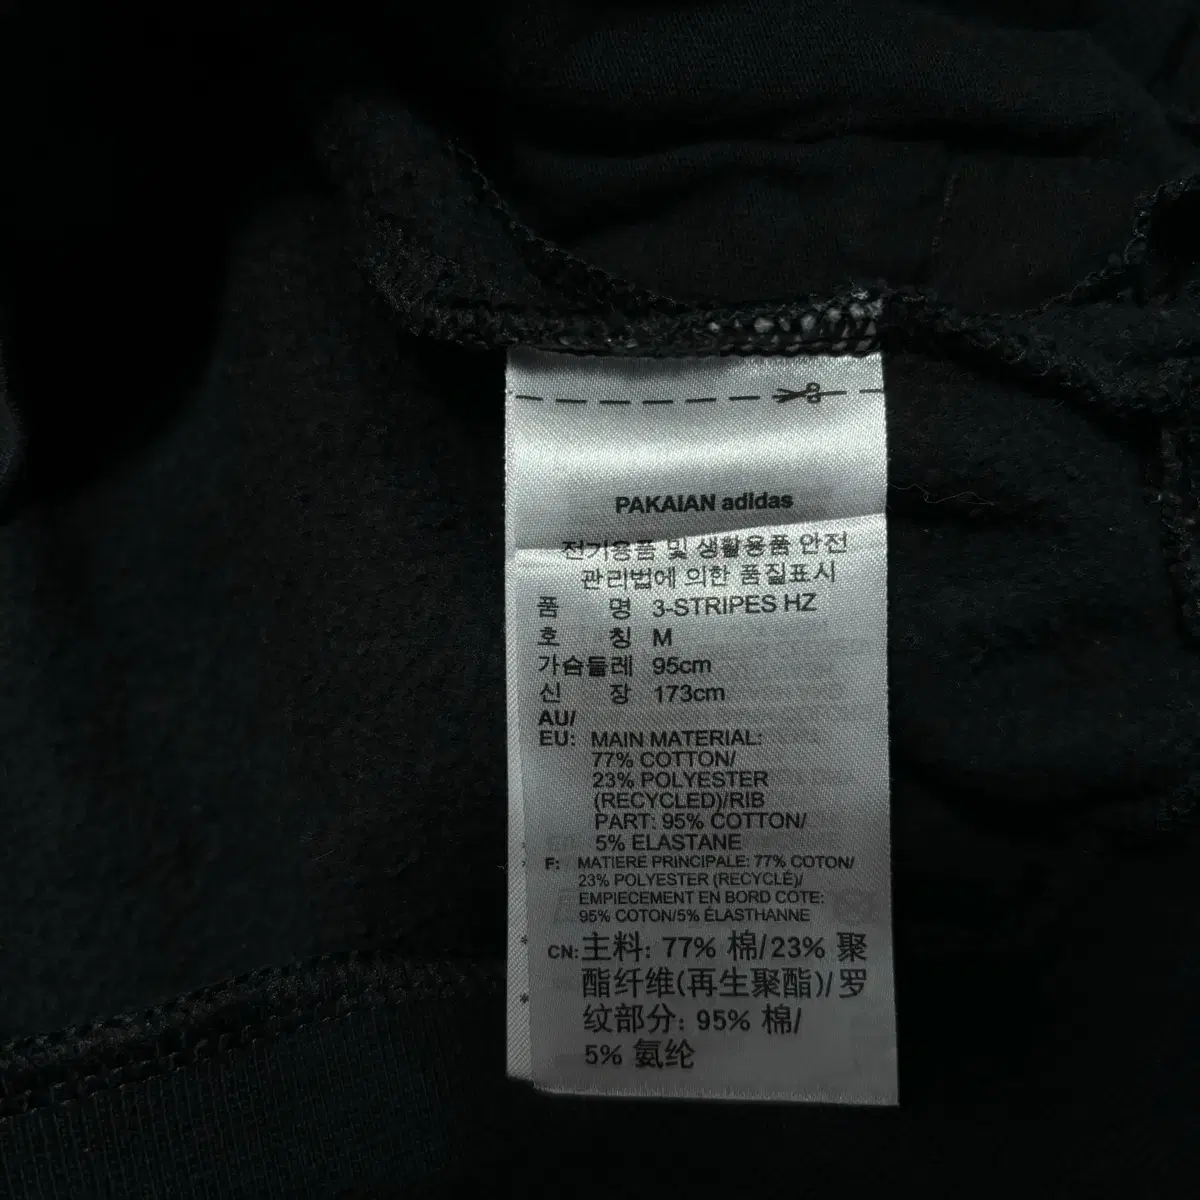 PAKAIAN adidas
전기용품 및 생활용품 안전
관리법에 의한 품질표시
품 명 3-STRIPES HZ
호 칭 M
가슴둘레 95cm
신 장 173cm
AU/
EU: MAIN MATERIAL:
77% COTTON/
23% POLYESTER
(RECYCLED)/RIB
PART: 95% COTTON/
5% ELASTANE
F: MATIERE PRINCIPALE: 77% COTON/
23% POLYESTER (RECYCLÉ)/
EMPIECEMENT EN BORD COTE:
95% COTON/5% ÉLASTHANNE
CN: 主料: 77% 棉/23% 聚
酯纤维(再生聚酯)/罗
纹部分: 95% 棉/
5% 氨纶